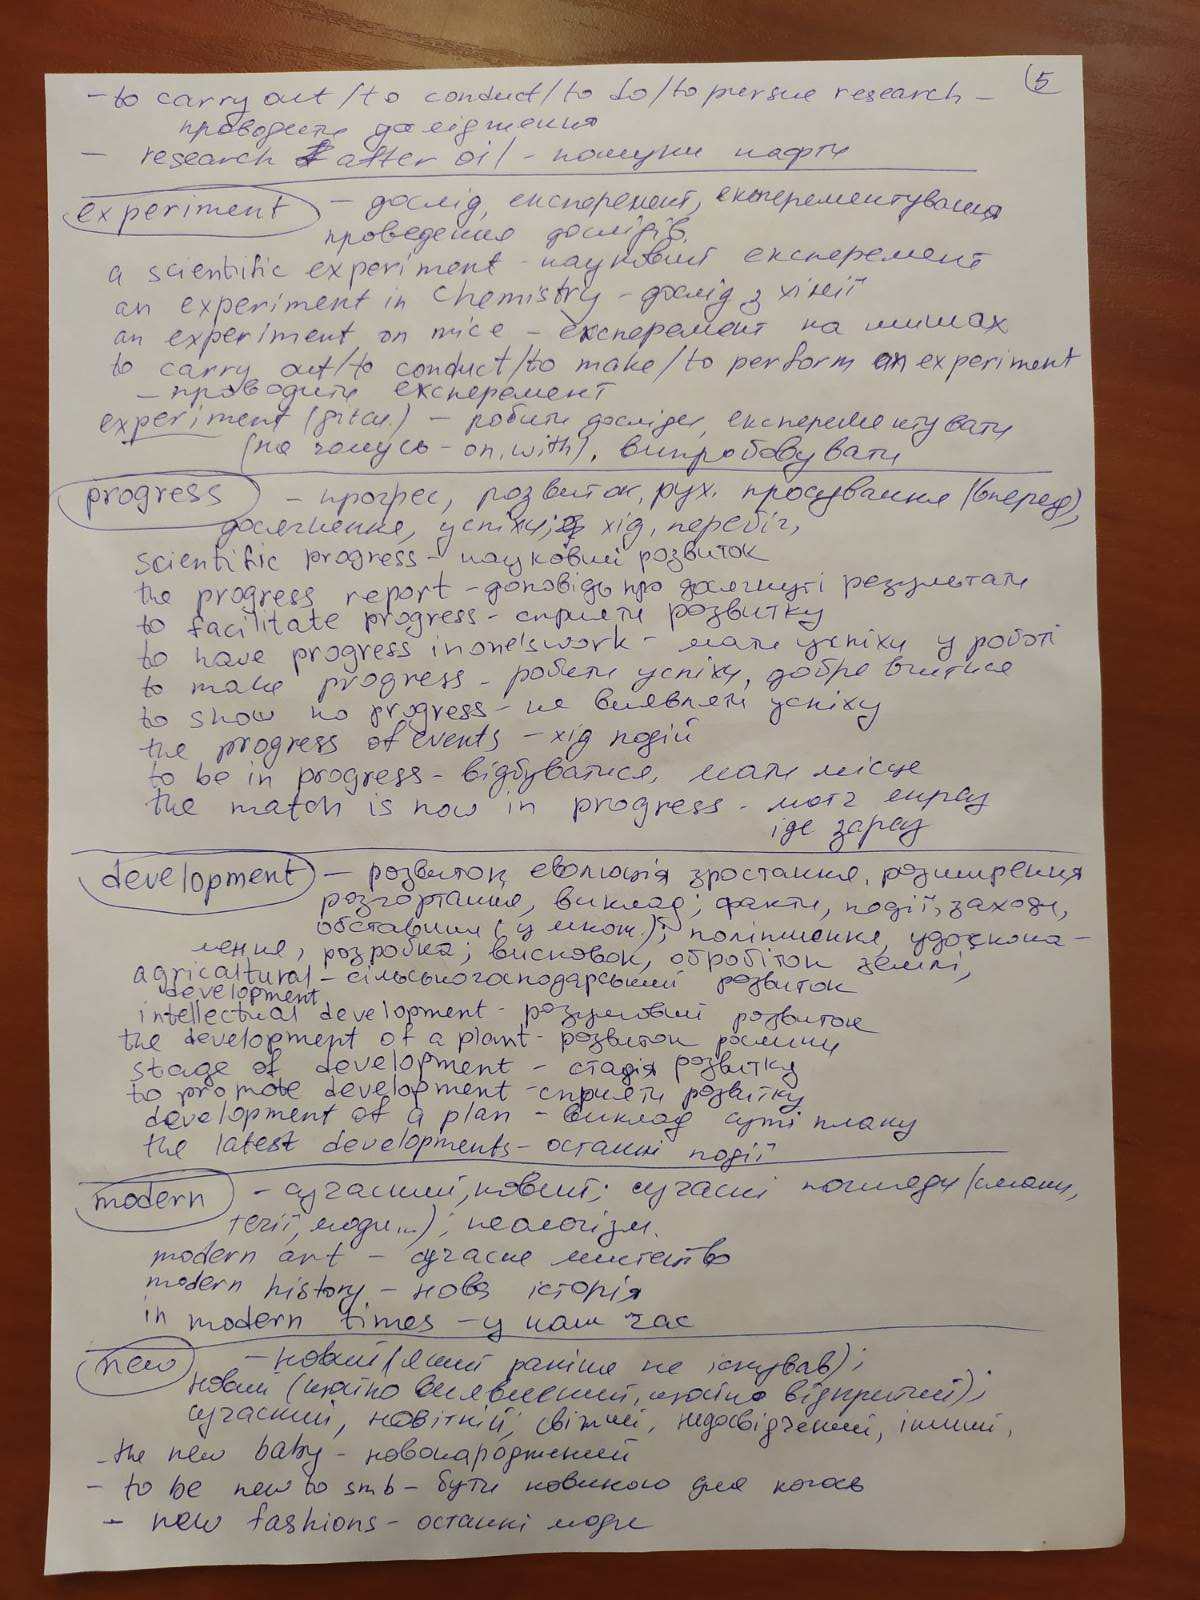 5
- to carry out/to conduct/to do/to pursue research -
проводити дослідження
- research after oil - пошуки нафти
experiment - дослід, експеремент, експерементування
проведення дослідів.
a scientific experiment - науковий експеремент
an experiment in Chemistry - дослід з хімії
an experiment on mice - експеремент на мишах
to carry out/to conduct/to make/to perform an experiment
- проводити експеремент
experiment (дієсл.) - робити досліди, експерементувати
(на чомусь - on, with), випробовувати
progress - прогрес, розвиток, рух. просування (вперед),
досягнення, успіхи; хід, перебіг,
scientific progress - науковий розвиток
the progress report - доповідь про досягнуті результати
to facilitate progress - сприяти розвитку
to have progress in one's work - мати успіхи у роботі
to make progress - робити успіхи, добре вчитися
to show no progress - не виявляти успіху
the progress of events - хід подій
to be in progress - відбуватися, мати місце
the match is now in progress - матч якраз
іде зараз
development - розвиток, еволюція зростання, розширення
розгортання, виклад; факти, події, заходи,
обставини (у множ.); поліпшення, удоскона-
лення, розробка; висновок, обробіток землі,
agricaltural - сільськогосподарський розвиток
development
intellectual development - розумовий розвиток
the development of a plant - розвиток рослини
stage of development - стадія розвитку
to promote development - сприяти розвитку
development of a plan - виклад суті плану
the latest developments - останні події
modern - сучасний, новий; сучасні погляди (смаки,
течії, моди...); неологізм.
modern art - сучасне мистецтво
modern history - нова історія
in modern times - у наш час
new - новий (який раніше не існував);
новий (щойно виявлений, щойно відкритий);
сучасний, новітній, свіжий, недосвідчений, інший,
- the new baby - новонароджений
- to be new to smb - бути новиною для когось
- new fashions - останні моди